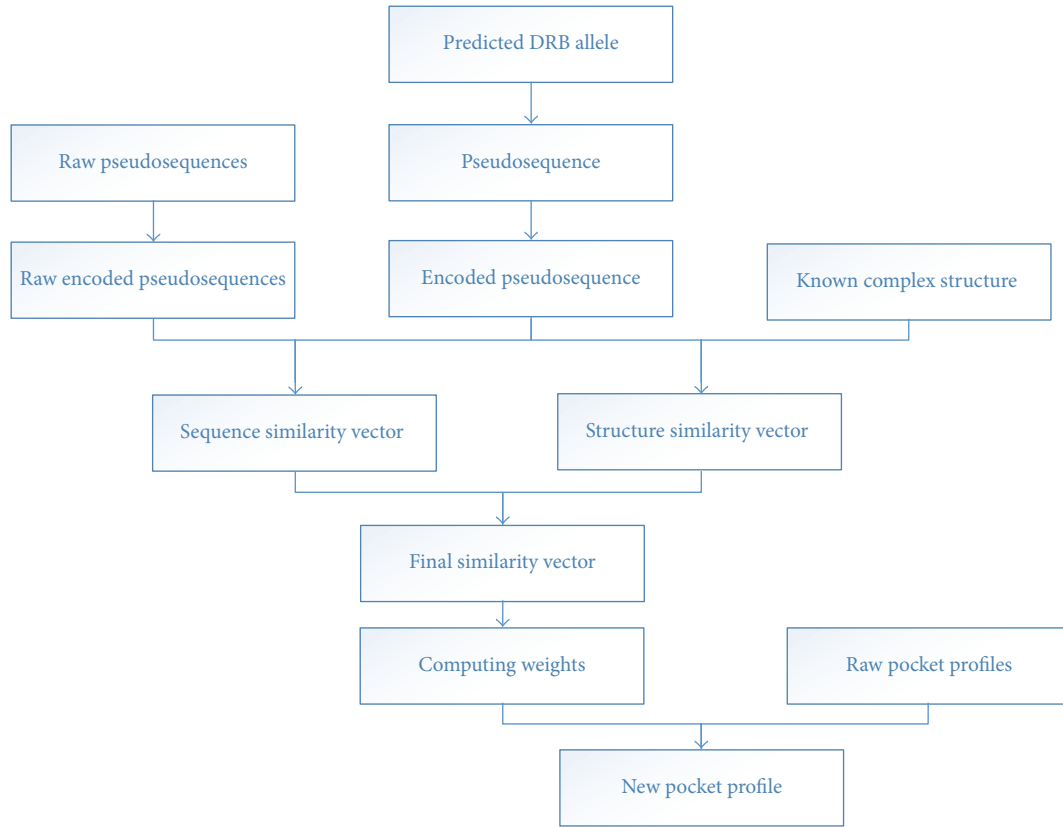 Predicted DRB allele
Raw pseudosequences
Pseudosequence
Raw encoded pseudosequences
Encoded pseudosequence
Known complex structure
Sequence similarity vector
Structure similarity vector
Final similarity vector
Computing weights
Raw pocket profiles
New pocket profile